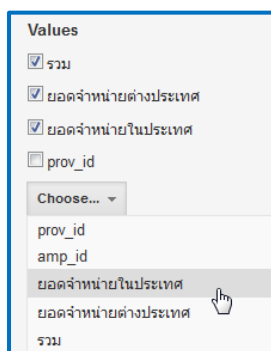 Values
รวม
ยอดจำหน่ายต่างประเทศ
ยอดจำหน่ายในประเทศ
prov_id
Choose...
prov_id
amp_id
ยอดจำหน่ายในประเทศ
ยอดจำหน่ายต่างประเทศ
รวม